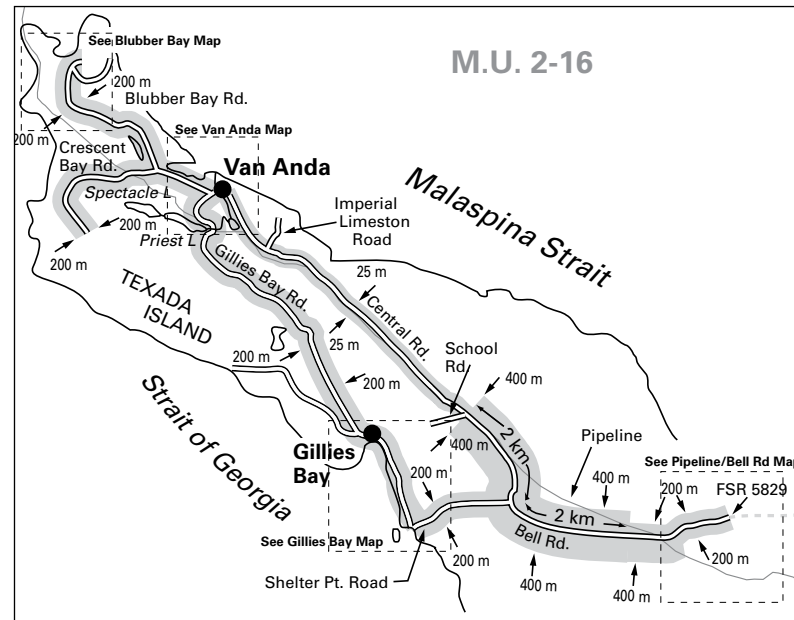 See Blubber Bay Map
M.U. 2-16
200 m
Blubber Bay Rd.
200 m
See Van Anda Map
Crescent
Bay Rd.
Van Anda
Malaspina Strait
Spectacle L
Imperial
Limeston
Road
200 m
Priest L
200 m
Gillies Bay Rd.
25 m
TEXADA
ISLAND
Central Rd.
25 m
School
Rd.
200 m
200 m
400 m
Strait of Georgia
2 km
Pipeline
Gillies
Bay
400 m
See Pipeline/Bell Rd Map
200 m
400 m
200 m
FSR 5829
2 km
See Gillies Bay Map
Bell Rd.
200 m
200 m
Shelter Pt. Road
400 m
400 m